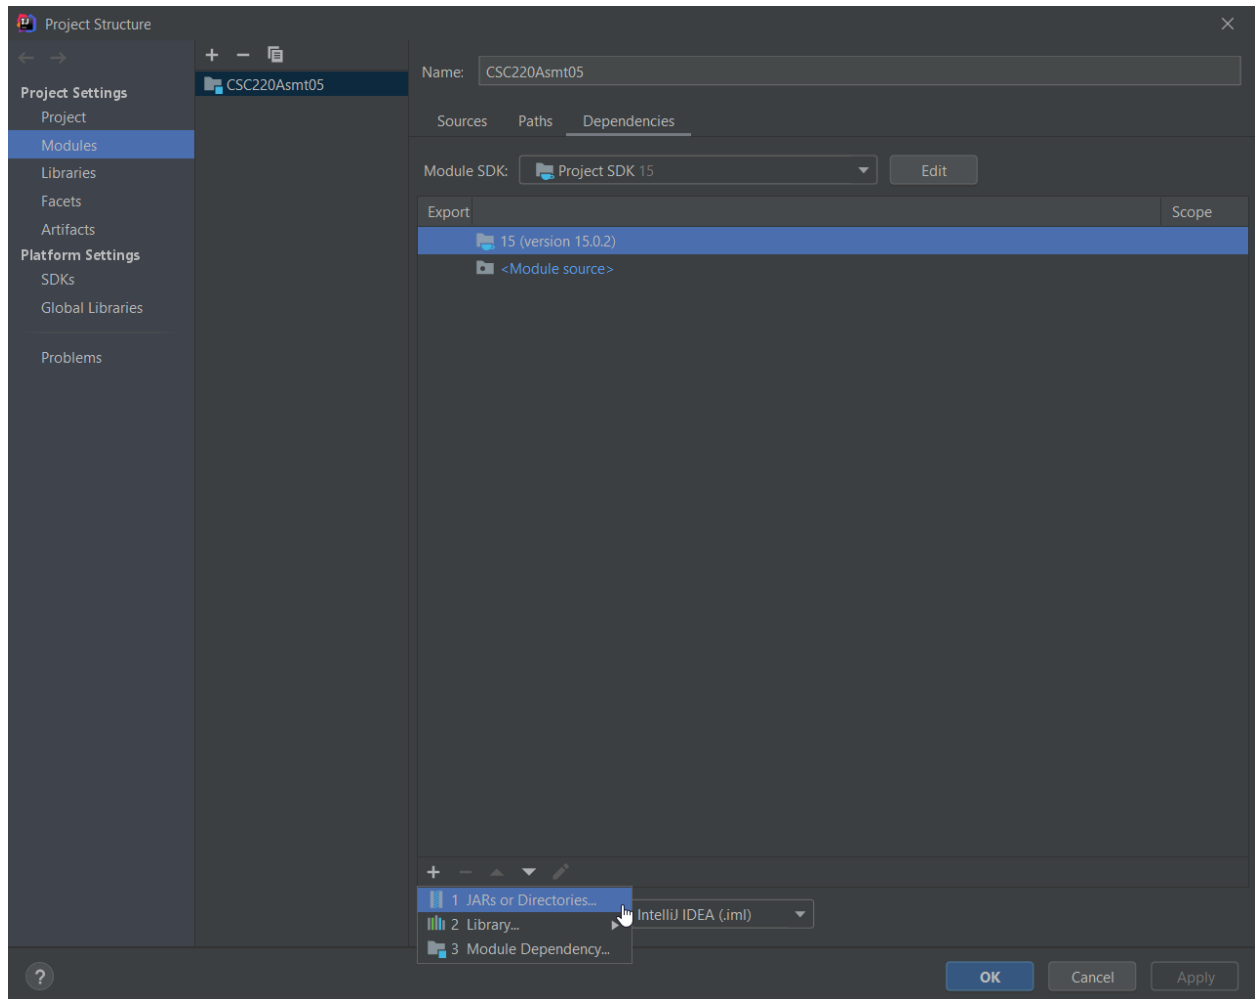 Project Structure
Project Settings
Project
Modules
Libraries
Facets
Artifacts
Platform Settings
SDKs
Global Libraries
Problems
CSC220Asmt05
Name: CSC220Asmt05
Sources Paths Dependencies
Module SDK: Project SDK 15 Edit
Export Scope
15 (version 15.0.2)
<Module source>
1 JARs or Directories...
2 Library...
3 Module Dependency...
IntelliJ IDEA (.iml)
? OK Cancel Apply